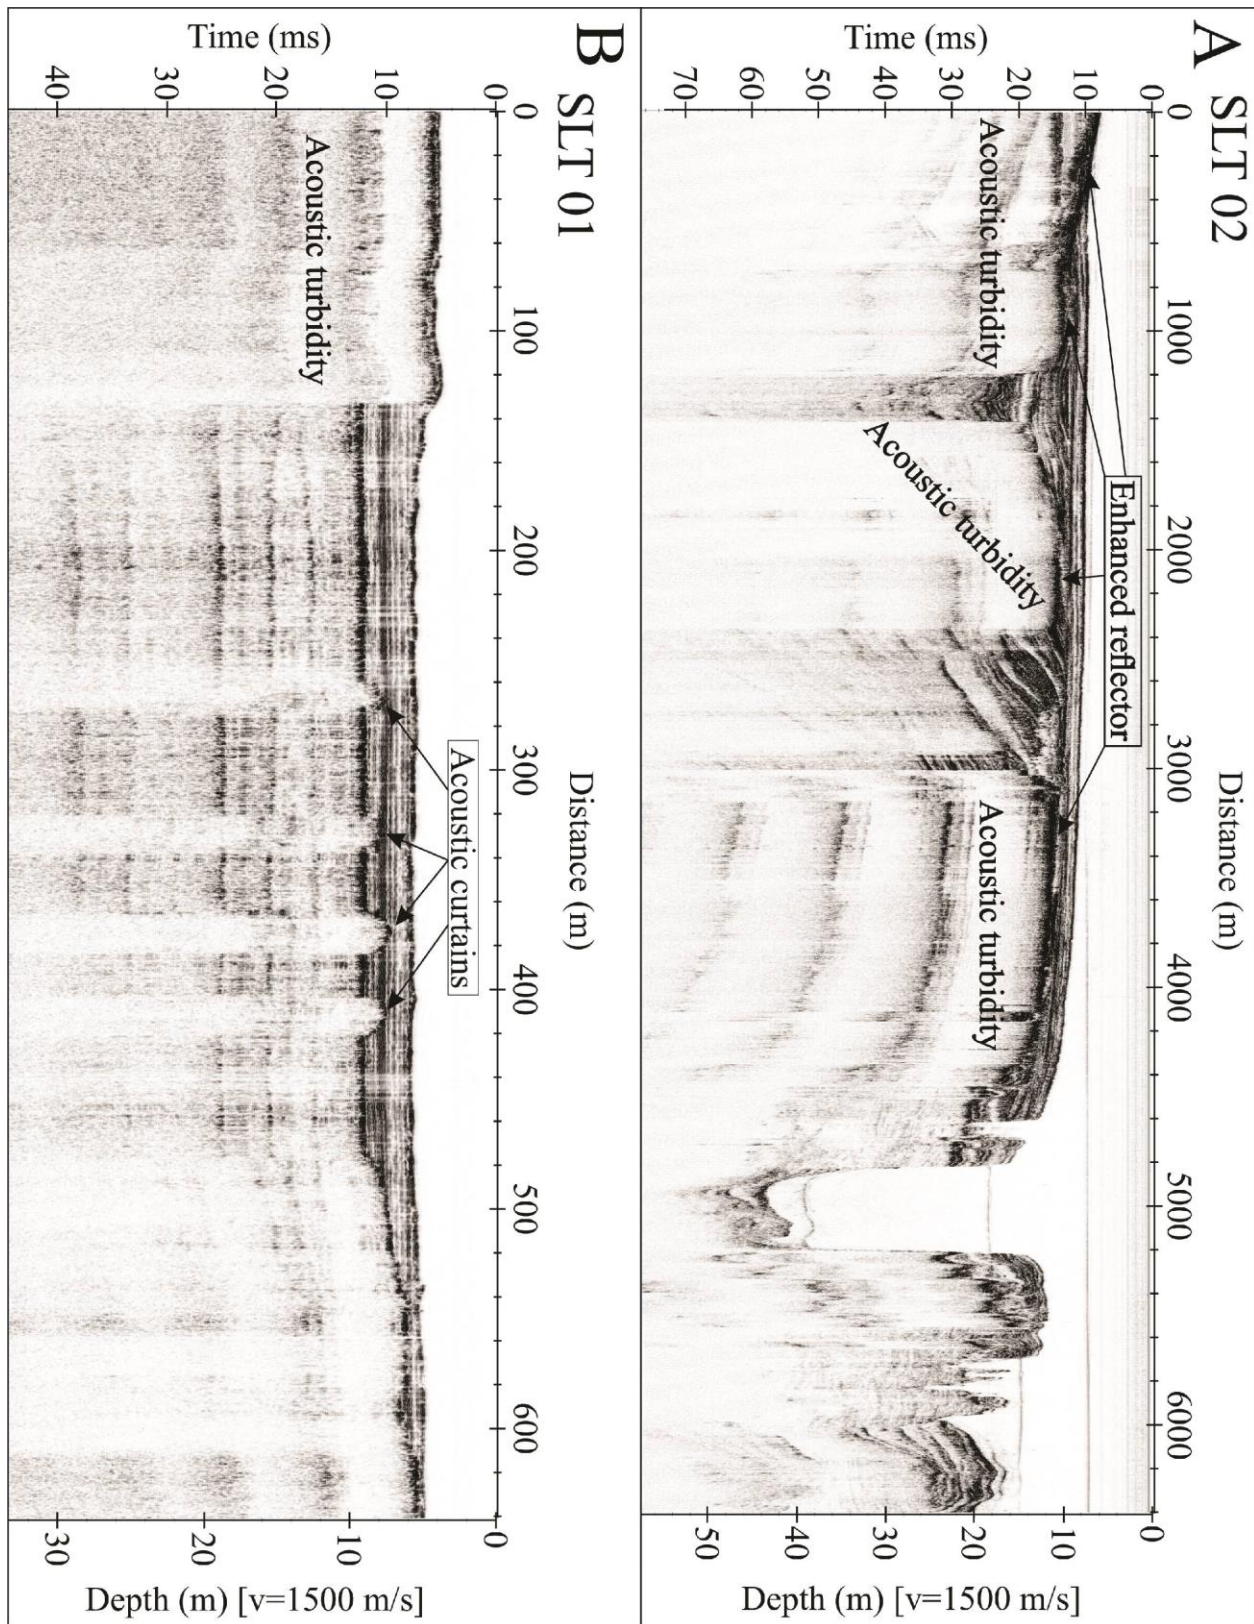 A SLT 02
Distance (m)
0 1000 2000 3000 40000 5000 6000
Time (ms)
0 10 20 30 40 50 60 70
Depth (m) [v=1500 m/s]
0 10 20 30 40 50
Enhanced reflector
Acoustic turbidity
Acoustic turbidity
Acoustic turbidity
B SLT 01
Distance (m)
0 100 200 300 400 500 600
Time (ms)
0 10 20 30 40
Depth (m) [v=1500 m/s]
0 10 20 30
Acoustic curtains
Acoustic turbidity